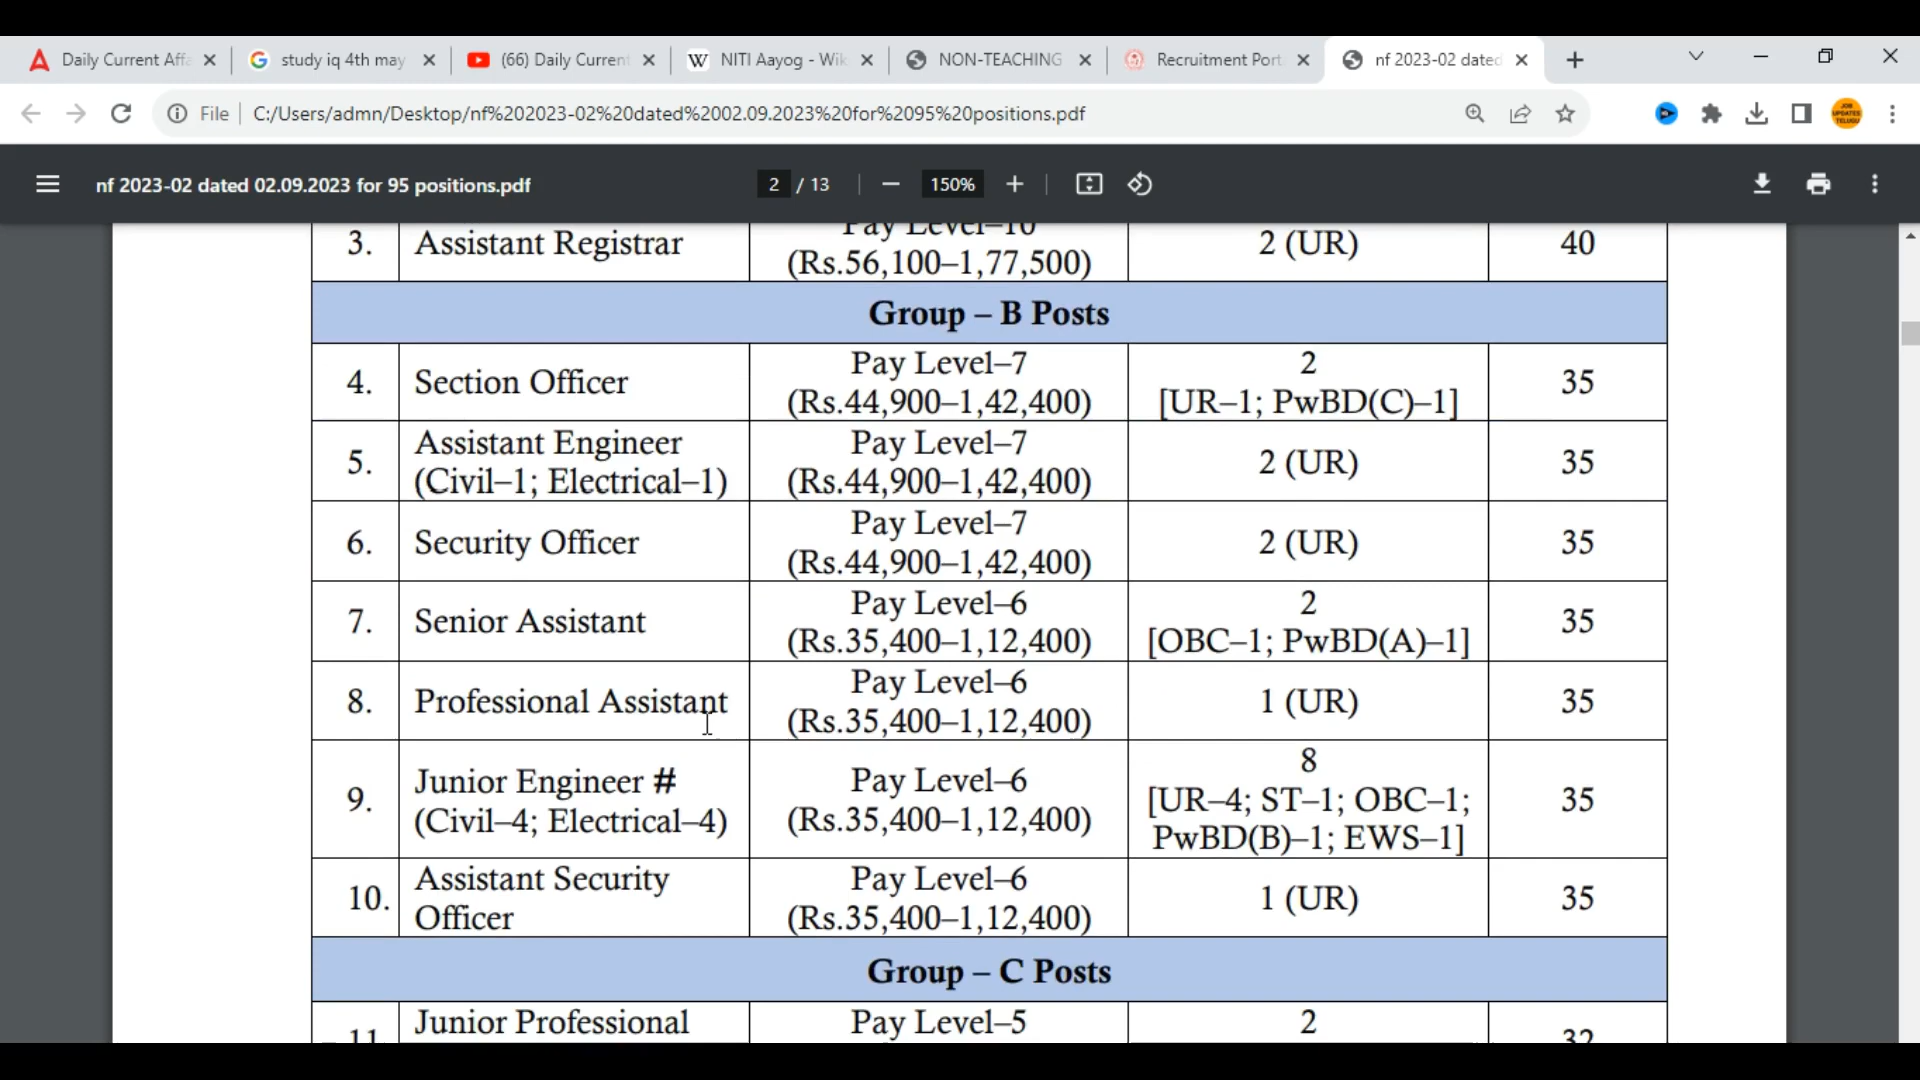 Daily Current Affa
study iq 4th may
(66) Daily Current
W
NITI Aayog - Wik
NON-TEACHING
Recruitment Port
nf 2023-02 dated
File
C:/Users/admn/Desktop/nf%202023-02%20dated%2002.09.2023%20for%2095%20positions.pdf
JOB UPDATES TELUGU
nf 2023-02 dated 02.09.2023 for 95 positions.pdf
2 / 13
150%
3. Assistant Registrar
Pay Level–10
(Rs.56,100–1,77,500)
2 (UR)
40
Group – B Posts
4. Section Officer
Pay Level–7
(Rs.44,900–1,42,400)
2
[UR–1; PwBD(C)–1]
35
5. Assistant Engineer
(Civil–1; Electrical–1)
Pay Level–7
(Rs.44,900–1,42,400)
2 (UR)
35
6. Security Officer
Pay Level–7
(Rs.44,900–1,42,400)
2 (UR)
35
7. Senior Assistant
Pay Level–6
(Rs.35,400–1,12,400)
2
[OBC–1; PwBD(A)–1]
35
8. Professional Assistant
Pay Level–6
(Rs.35,400–1,12,400)
1 (UR)
35
9. Junior Engineer #
(Civil–4; Electrical–4)
Pay Level–6
(Rs.35,400–1,12,400)
8
[UR–4; ST–1; OBC–1;
PwBD(B)–1; EWS–1]
35
10. Assistant Security
Officer
Pay Level–6
(Rs.35,400–1,12,400)
1 (UR)
35
Group – C Posts
11. Junior Professional
Pay Level–5
2
32